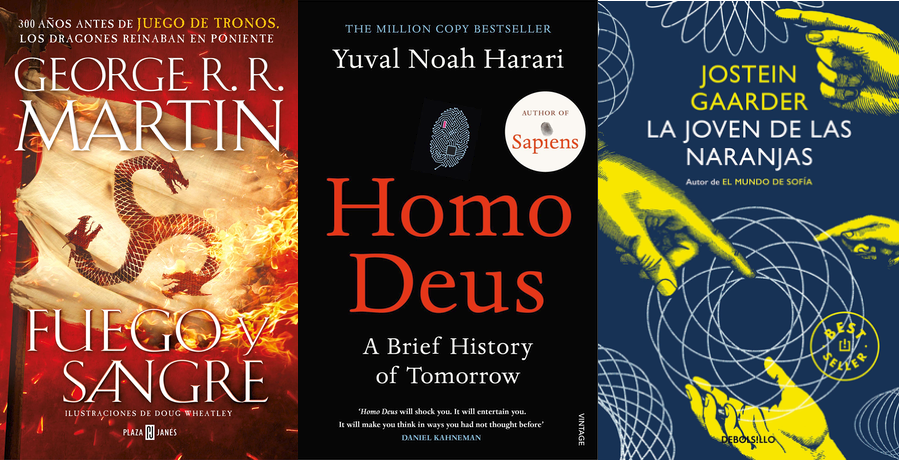 300 AÑOS ANTES DE JUEGO DE TRONOS,
LOS DRAGONES REINABAN EN PONIENTE
GEORGE R. R.
MARTIN
FUEGO y
SANGRE
ILUSTRACIONES DE DOUG WHEATLEY
PLAZA JANÉS
THE MILLION COPY BESTSELLER
Yuval Noah Harari
AUTHOR OF
Sapiens
Homo
Deus
A Brief History
of Tomorrow
'Homo Deus will shock you. It will entertain you.
It will make you think in ways you had not thought before'
DANIEL KAHNEMAN
VINTAGE
JOSTEIN
GAARDER
LA JOVEN DE LAS
NARANJAS
Autor de EL MUNDO DE SOFÍA
BEST
SELLER
DEBOLS!LLO